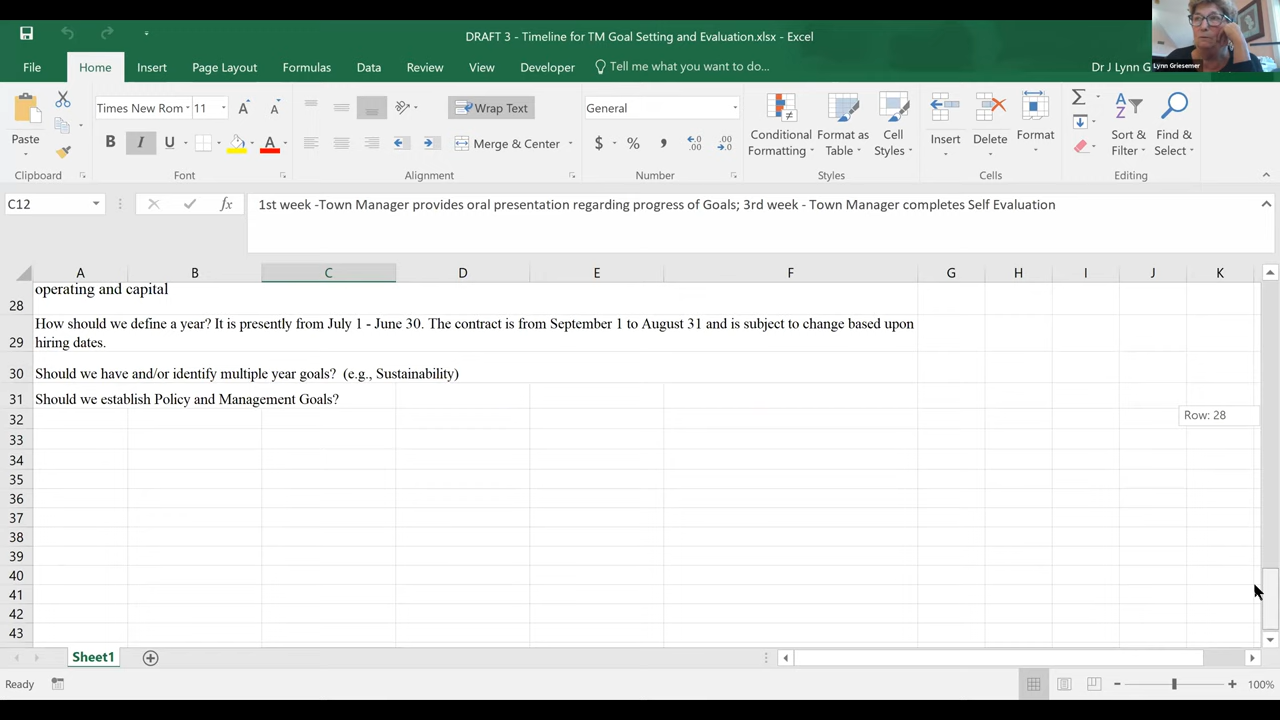 DRAFT 3 - Timeline for TM Goal Setting and Evaluation.xlsx - Excel
Lynn Griesemer
File Home Insert Page Layout Formulas Data Review View Developer Tell me what you want to do... Dr J Lynn G
Times New Rom 11 Wrap Text General
Paste B I U Merge & Center $ % Conditional Formatting Format as Table Cell Styles Insert Delete Format Sort & Filter Find & Select
Clipboard Font Alignment Number Styles Cells Editing
C12 fx 1st week -Town Manager provides oral presentation regarding progress of Goals; 3rd week - Town Manager completes Self Evaluation
A B C D E F G H I J K
28 operating and capital
29 How should we define a year? It is presently from July 1 - June 30. The contract is from September 1 to August 31 and is subject to change based upon
hiring dates.
30 Should we have and/or identify multiple year goals? (e.g., Sustainability)
31 Should we establish Policy and Management Goals?
Row: 28
32
33
34
35
36
37
38
39
40
41
42
43
Sheet1
Ready 100%